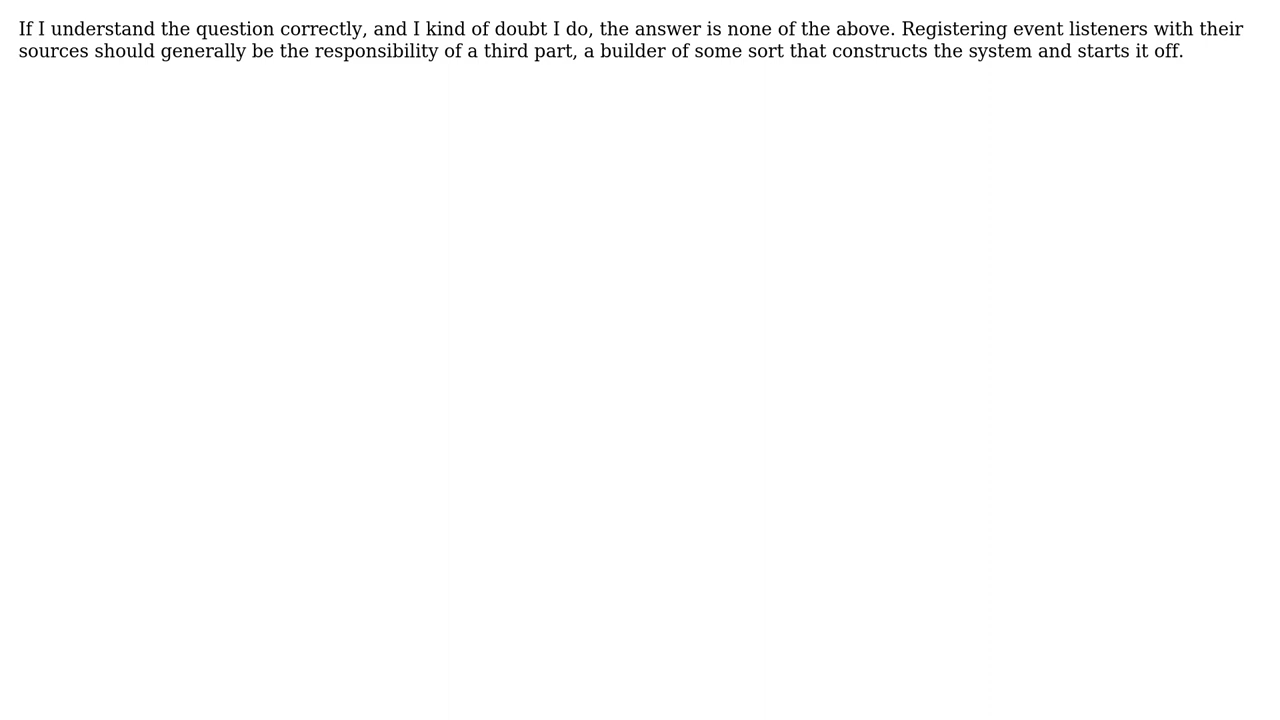 If I understand the question correctly, and I kind of doubt I do, the answer is none of the above. Registering event listeners with their
sources should generally be the responsibility of a third part, a builder of some sort that constructs the system and starts it off.